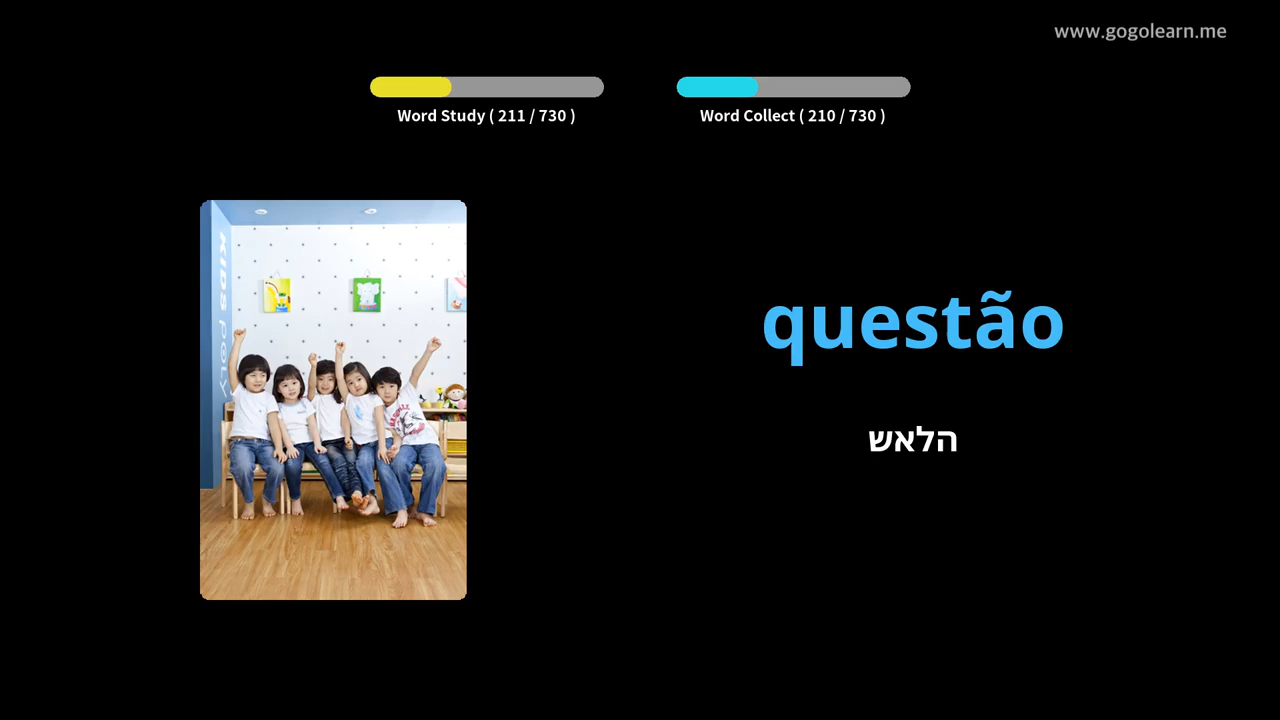 www.gogolearn.me
Word Study ( 211 / 730 )
Word Collect ( 210 / 730 )
questão
הלאש